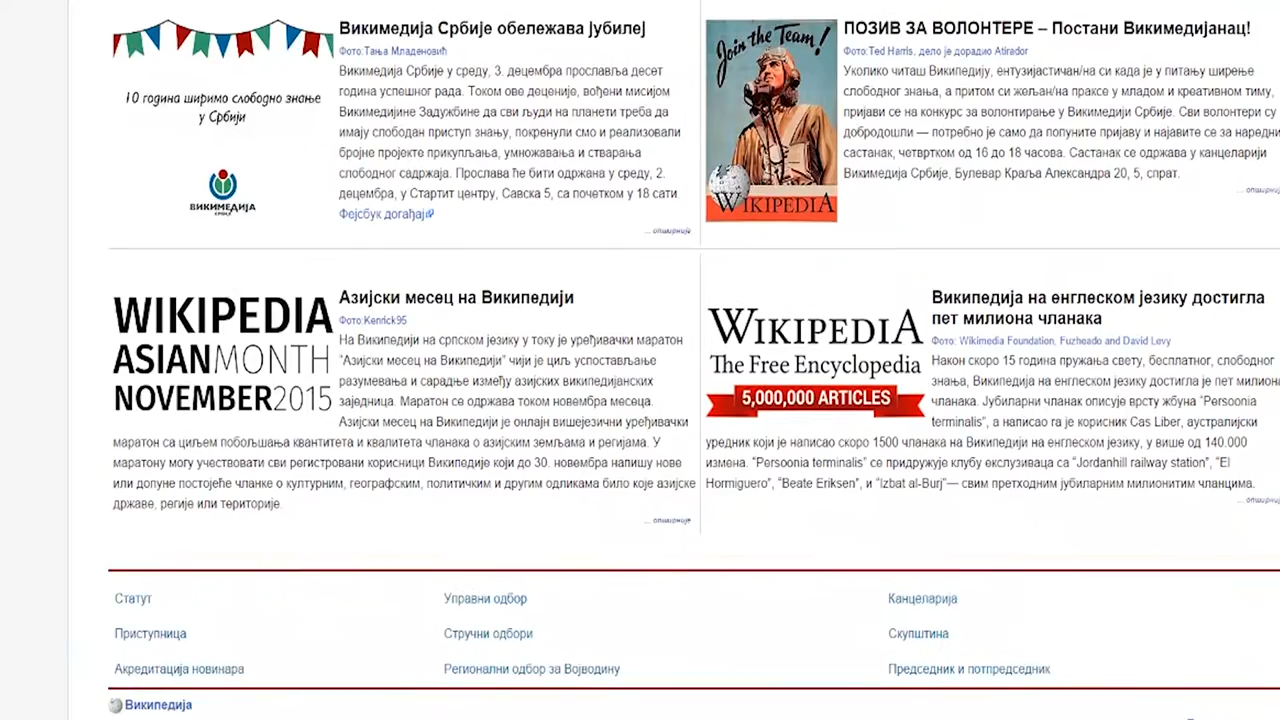 10 година ширимо слободно знање
у Србији
ВИКИМЕДИЈА
Викимедија Србије обележава јубилеј
Фото:Тања Младеновић
Викимедија Србије у среду, 3. децембра прославља десет
година успешног рада. Током ове деценије, вођени мисијом
Викимедијине Задужбине да сви људи на планети треба да
имају слободан приступ знању, покренули смо и реализовали
бројне пројекте прикупљања, умножавања и стварања
слободног садржаја. Прослава ће бити одржана у среду, 2.
децембра, у Стартит центру, Савска 5, са почетком у 18 сати
Фејсбук догађај
... опширније
Join the Team!
WIKIPEDIA
ПОЗИВ ЗА ВОЛОНТЕРЕ – Постани Викимедијанац!
Фото:Ted Harris, дело је дорадио Atirador
Уколико читаш Википедију, ентузијастичан/на си када је у питању ширење
слободног знања, а притом си жељан/на праксе у младом и креативном тиму,
пријави се на конкурс за волонтирање у Викимедији Србије. Сви волонтери су
добродошли — потребно је само да попуните пријаву и најавите се за наредни
састанак, четвртком од 16 до 18 часова. Састанак се одржава у канцеларији
Викимедија Србије, Булевар Краља Александра 20, 5, спрат.
WIKIPEDIA
ASIANMONTH
NOVEMBER2015
Азијски месец на Википедији
Фото:Kenrick95
На Википедији на српском језику у току је уређивачки маратон
“Азијски месец на Википедији” чији је циљ успостављање
разумевања и сарадње између азијских википедијанских
заједница. Маратон се одржава током новембра месеца.
Азијски месец на Википедији је онлајн вишејезични уређивачки
маратон са циљем побољшања квантитета и квалитета чланака о азијским земљама и регијама. У
маратону могу учествовати сви регистровани корисници Википедије који до 30. новембра напишу нове
или допуне постојеће чланке о културним, географским, политичким и другим одликама било које азијске
државе, регије или територије.
... опширније
WIKIPEDIA
The Free Encyclopedia
5,000,000 ARTICLES
Википедија на енглеском језику достигла
пет милиона чланака
Фото: Wikimedia Foundation, Fuzheado and David Levy
Након скоро 15 година пружања свету, бесплатног, слободног
знања, Википедија на енглеском језику достигла је пет милиона
чланака. Јубиларни чланак описује врсту жбуна “Persoonia
terminalis”, а написао га је корисник Cas Liber, аустралијски
уредник који је написао скоро 1500 чланака на Википедији на енглеском језику, у више од 140.000
измена. “Persoonia terminalis” се придружује клубу ексклузиваца са “Jordanhill railway station”, “El
Hormiguero”, “Beate Eriksen”, и “Izbat al-Burj”— свим претходним јубиларним милионитим чланцима.
Статут
Управни одбор
Канцеларија
Приступница
Стручни одбори
Скупштина
Акредитација новинара
Регионални одбор за Војводину
Председник и потпредседник
Википедија